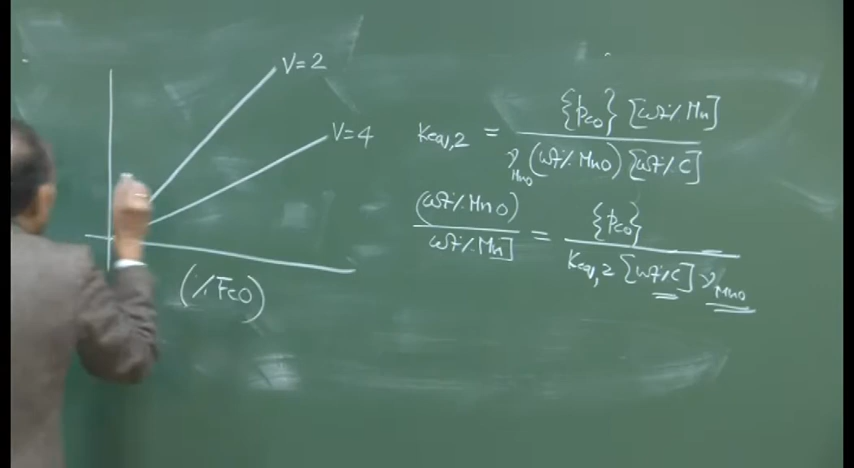 V=2
V=4
(%FeO)
Keq,2 = {pco} [wt% Mn] / γMnO (wt% MnO) [wt% C]
(wt% MnO) / wt% Mn] = {pco} / Keq,2 [wt% C] γMnO